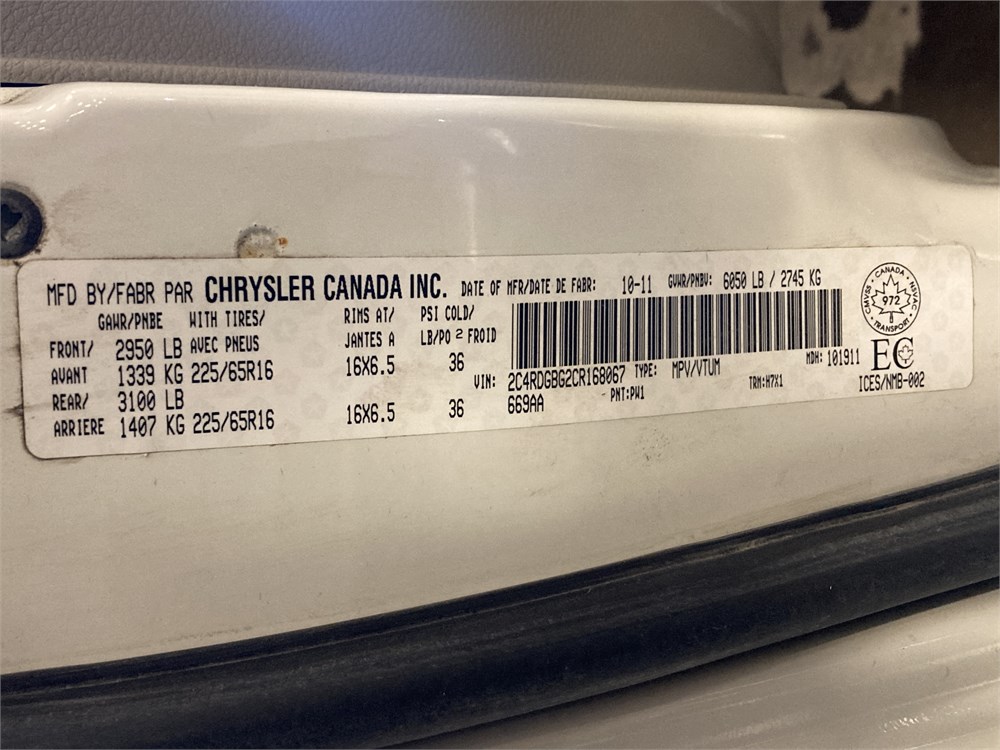 MFD BY/FABR PAR CHRYSLER CANADA INC. DATE OF MFR/DATE DE FABR: 10-11 GVWR/PNBV: 6050 LB / 2745 KG
GAWR/PNBE WITH TIRES/ RIMS AT/ PSI COLD/
FRONT/ 2950 LB AVEC PNEUS JANTES A LB/PO 2 FROID
AVANT 1339 KG 225/65R16 16X6.5 36
REAR/ 3100 LB
ARRIERE 1407 KG 225/65R16 16X6.5 36
VIN: 2C4RDGBG2CR168067 TYPE: MPV/VTUM MDH: 101911
669AA PNT:PW1 TRM:H7X1
CANADA
CMVSS NSVAC
972
TRANSPORT
EC
ICES/NMB-002